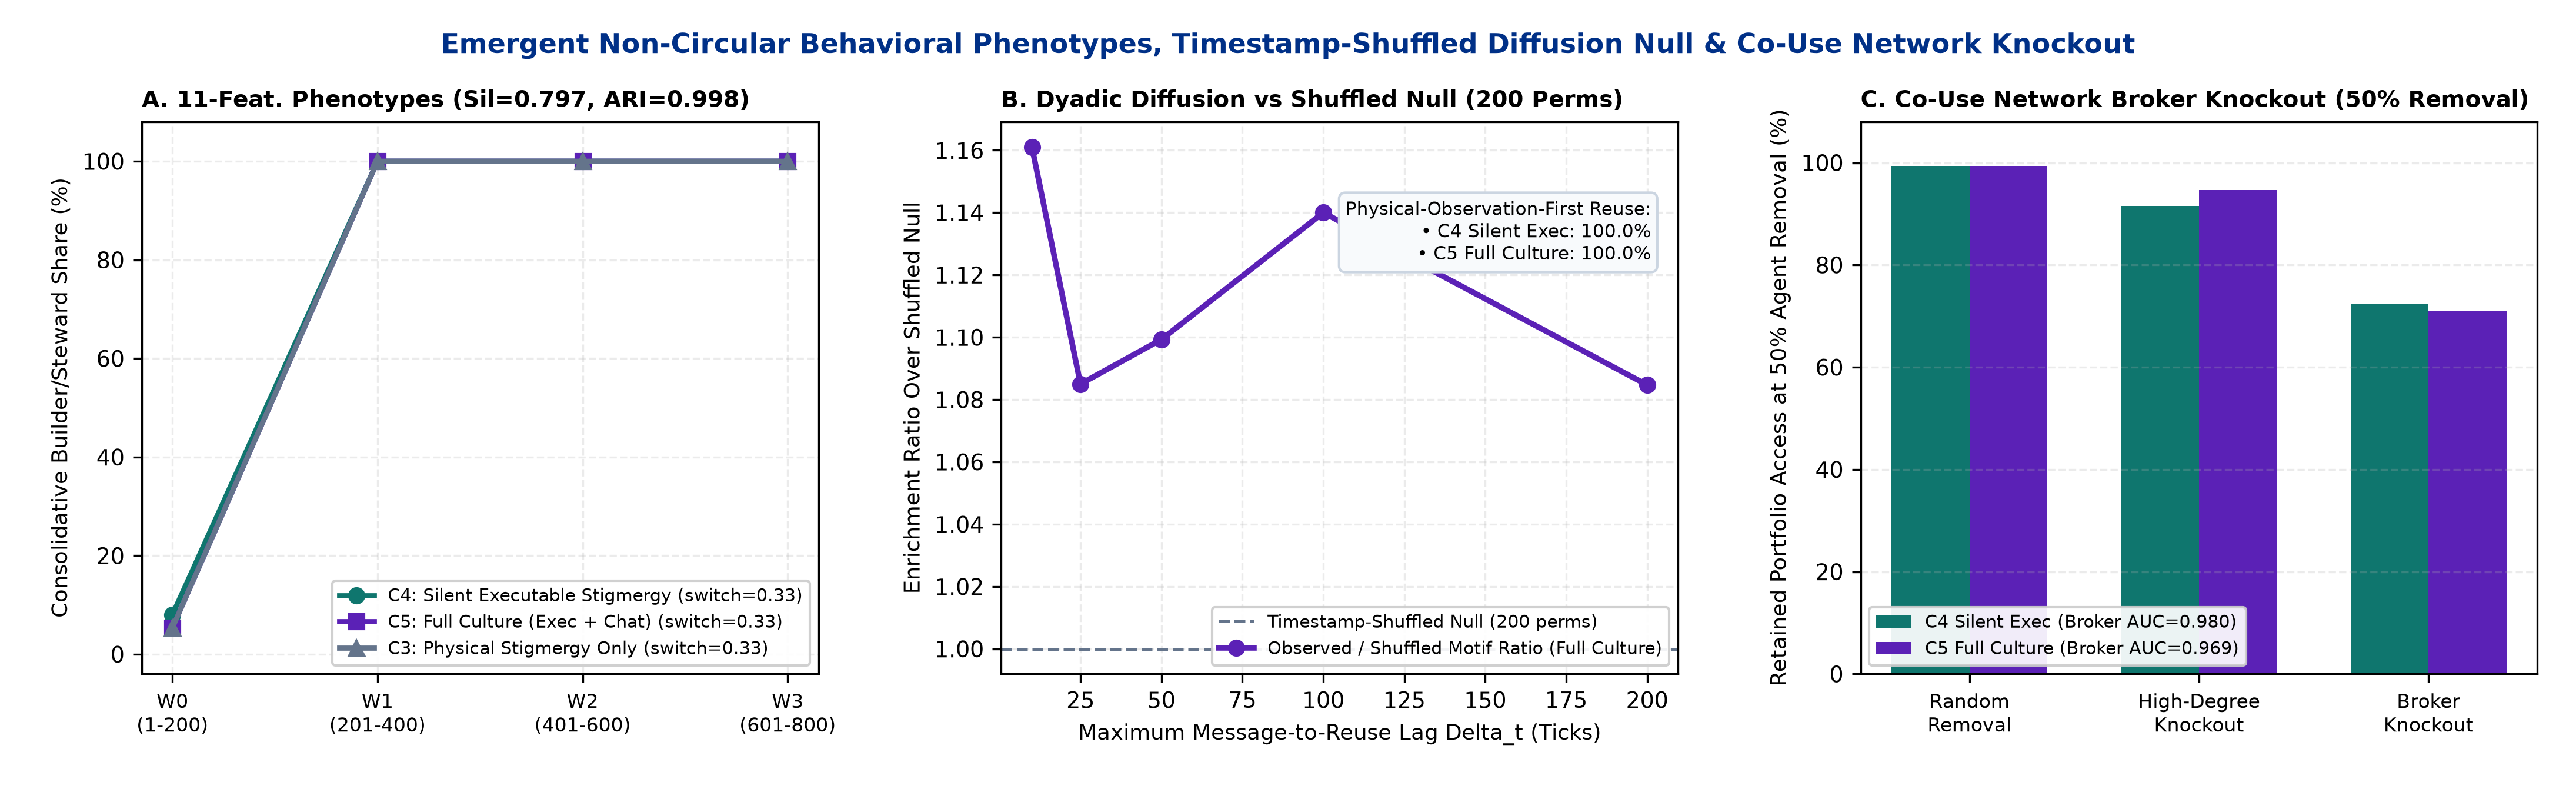 Emergent Non-Circular Behavioral Phenotypes, Timestamp-Shuffled Diffusion Null & Co-Use Network Knockout
A. 11-Feat. Phenotypes (Sil=0.797, ARI=0.998)
Consolidative Builder/Steward Share (%)
100
80
60
40
20
0
C4: Silent Executable Stigmergy (switch=0.33)
C5: Full Culture (Exec + Chat) (switch=0.33)
C3: Physical Stigmergy Only (switch=0.33)
W0
(1-200)
W1
(201-400)
W2
(401-600)
W3
(601-800)
B. Dyadic Diffusion vs Shuffled Null (200 Perms)
Enrichment Ratio Over Shuffled Null
1.16
1.14
1.12
1.10
1.08
1.06
1.04
1.02
1.00
Physical-Observation-First Reuse:
• C4 Silent Exec: 100.0%
• C5 Full Culture: 100.0%
Timestamp-Shuffled Null (200 perms)
Observed / Shuffled Motif Ratio (Full Culture)
25 50 75 100 125 150 175 200
Maximum Message-to-Reuse Lag Delta_t (Ticks)
C. Co-Use Network Broker Knockout (50% Removal)
Retained Portfolio Access at 50% Agent Removal (%)
100
80
60
40
20
0
C4 Silent Exec (Broker AUC=0.980)
C5 Full Culture (Broker AUC=0.969)
Random
Removal
High-Degree
Knockout
Broker
Knockout